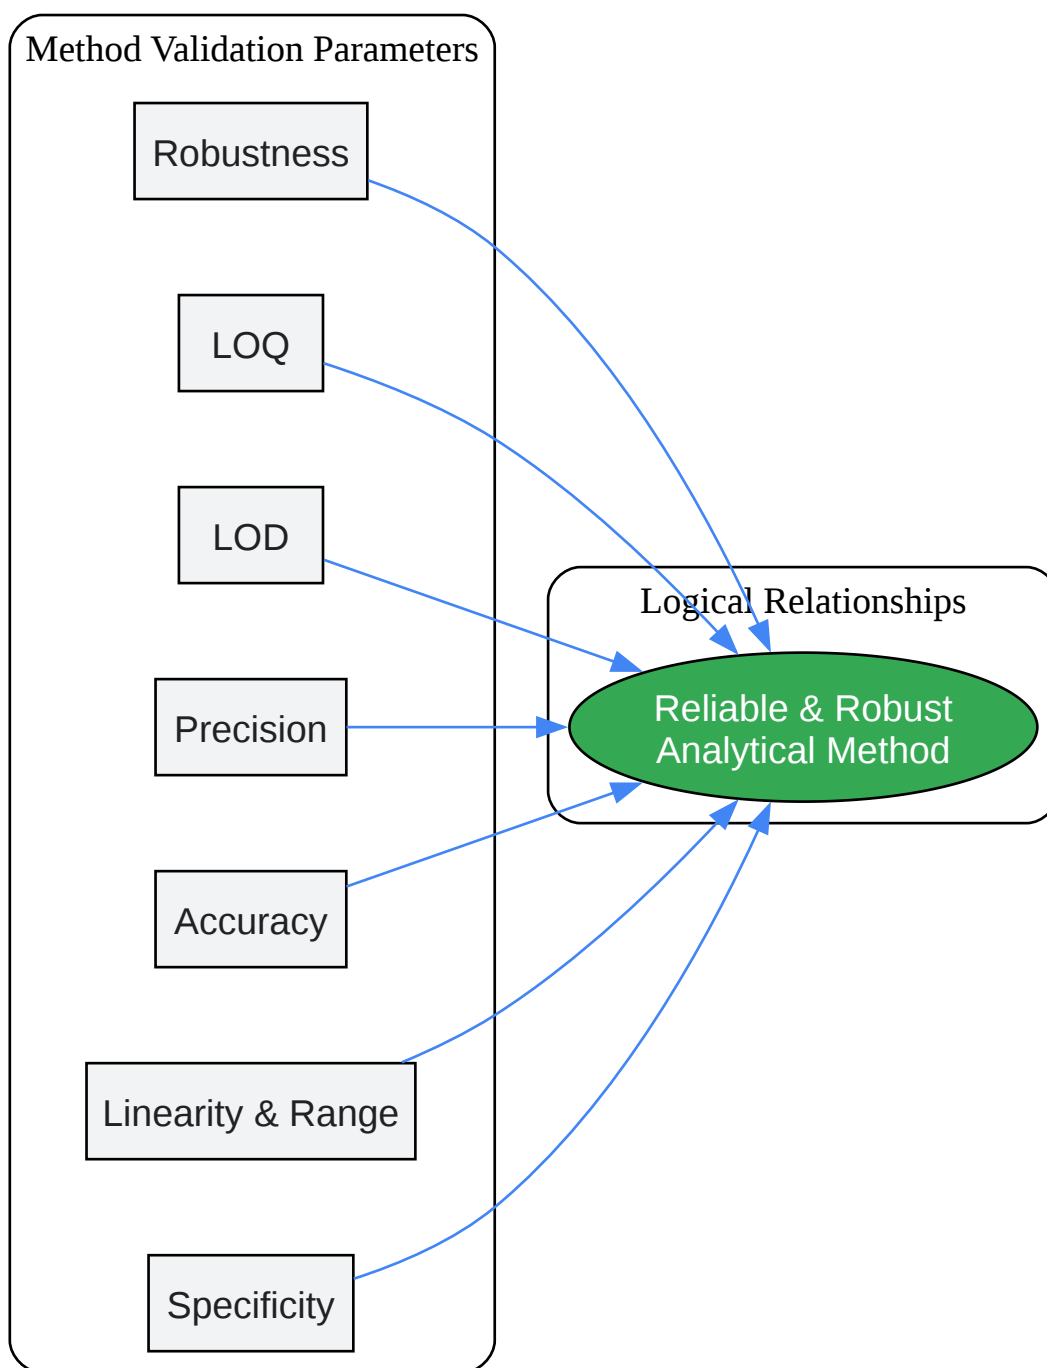 Method Validation Parameters
Robustness
LOQ
LOD
Precision
Accuracy
Linearity & Range
Specificity
Logical Relationships
Reliable & Robust
Analytical Method